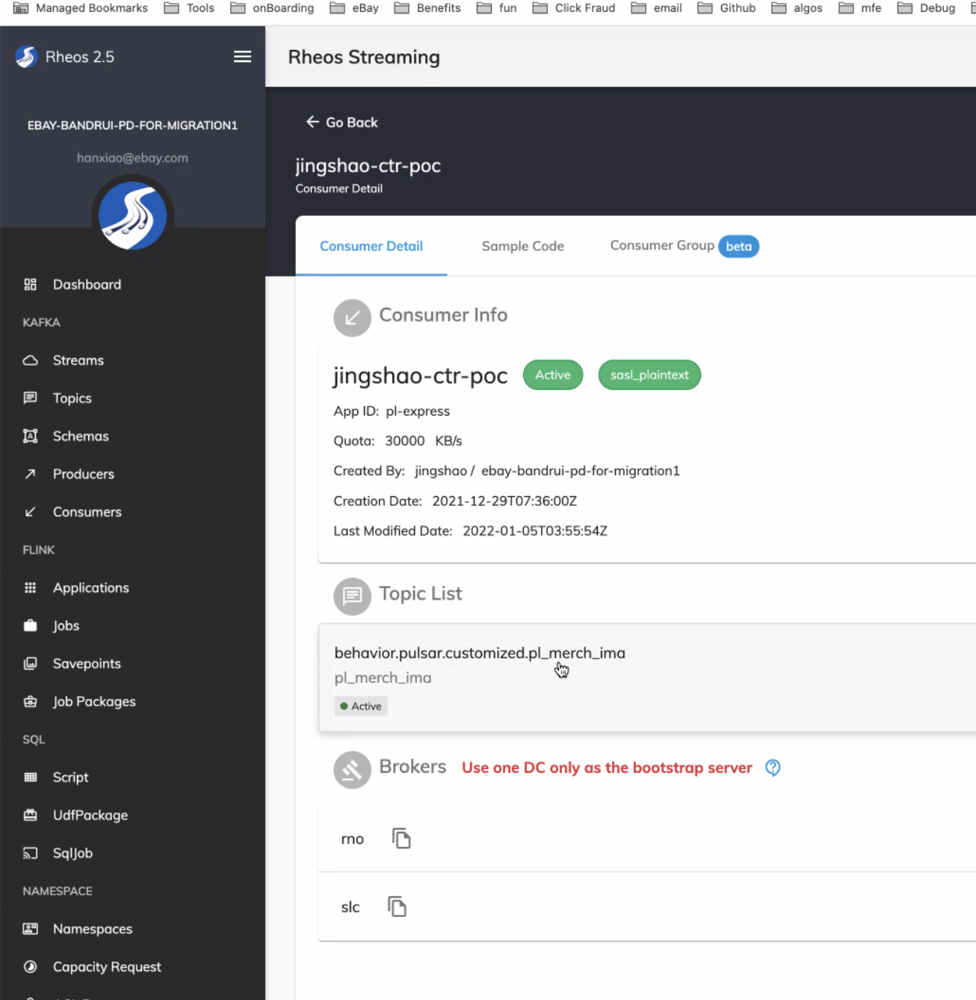 Managed Bookmarks Tools onBoarding eBay Benefits fun Click Fraud email Github algos mfe Debug
Rheos 2.5
Rheos Streaming
EBAY-BANDRUI-PD-FOR-MIGRATION1
hanxiao@ebay.com
Go Back
jingshao-ctr-poc
Consumer Detail
Consumer Detail Sample Code Consumer Group beta
Dashboard
KAFKA
Streams
Topics
Schemas
Producers
Consumers
FLINK
Applications
Jobs
Savepoints
Job Packages
SQL
Script
UdfPackage
SqlJob
NAMESPACE
Namespaces
Capacity Request
Consumer Info
jingshao-ctr-poc Active sasl_plaintext
App ID: pl-express
Quota: 30000 KB/s
Created By: jingshao / ebay-bandrui-pd-for-migration1
Creation Date: 2021-12-29T07:36:00Z
Last Modified Date: 2022-01-05T03:55:54Z
Topic List
behavior.pulsar.customized.pl_merch_ima
pl_merch_ima
Active
Brokers Use one DC only as the bootstrap server
rno
slc